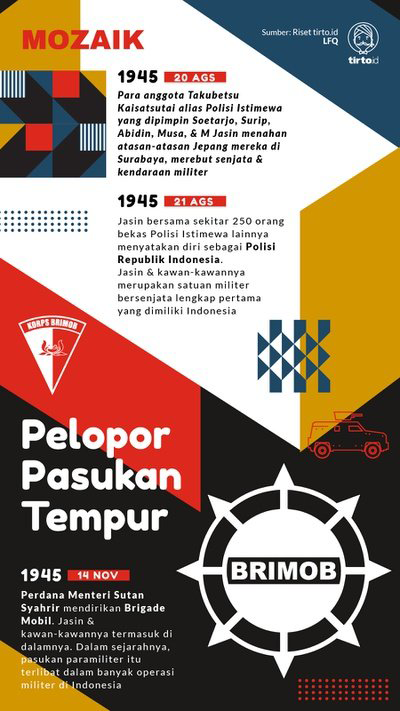 MOZAIK
Sumber: Riset tirto.id
LFQ
tirto.id
1945 20 AGS
Para anggota Takubetsu
Kaisatsutai alias Polisi Istimewa
yang dipimpin Soetarjo, Surip,
Abidin, Musa, & M Jasin menahan
atasan-atasan Jepang mereka di
Surabaya, merebut senjata &
kendaraan militer
1945 21 AGS
Jasin bersama sekitar 250 orang
bekas Polisi Istimewa lainnya
menyatakan diri sebagai Polisi
Republik Indonesia.
Jasin & kawan-kawannya
merupakan satuan militer
bersenjata lengkap pertama
yang dimiliki Indonesia
KORPS BRIMOB
Pelopor
Pasukan
Tempur
BRIMOB
1945 14 NOV
Perdana Menteri Sutan
Syahrir mendirikan Brigade
Mobil. Jasin &
kawan-kawannya termasuk di
dalamnya. Dalam sejarahnya,
pasukan paramiliter itu
terlibat dalam banyak operasi
militer di Indonesia